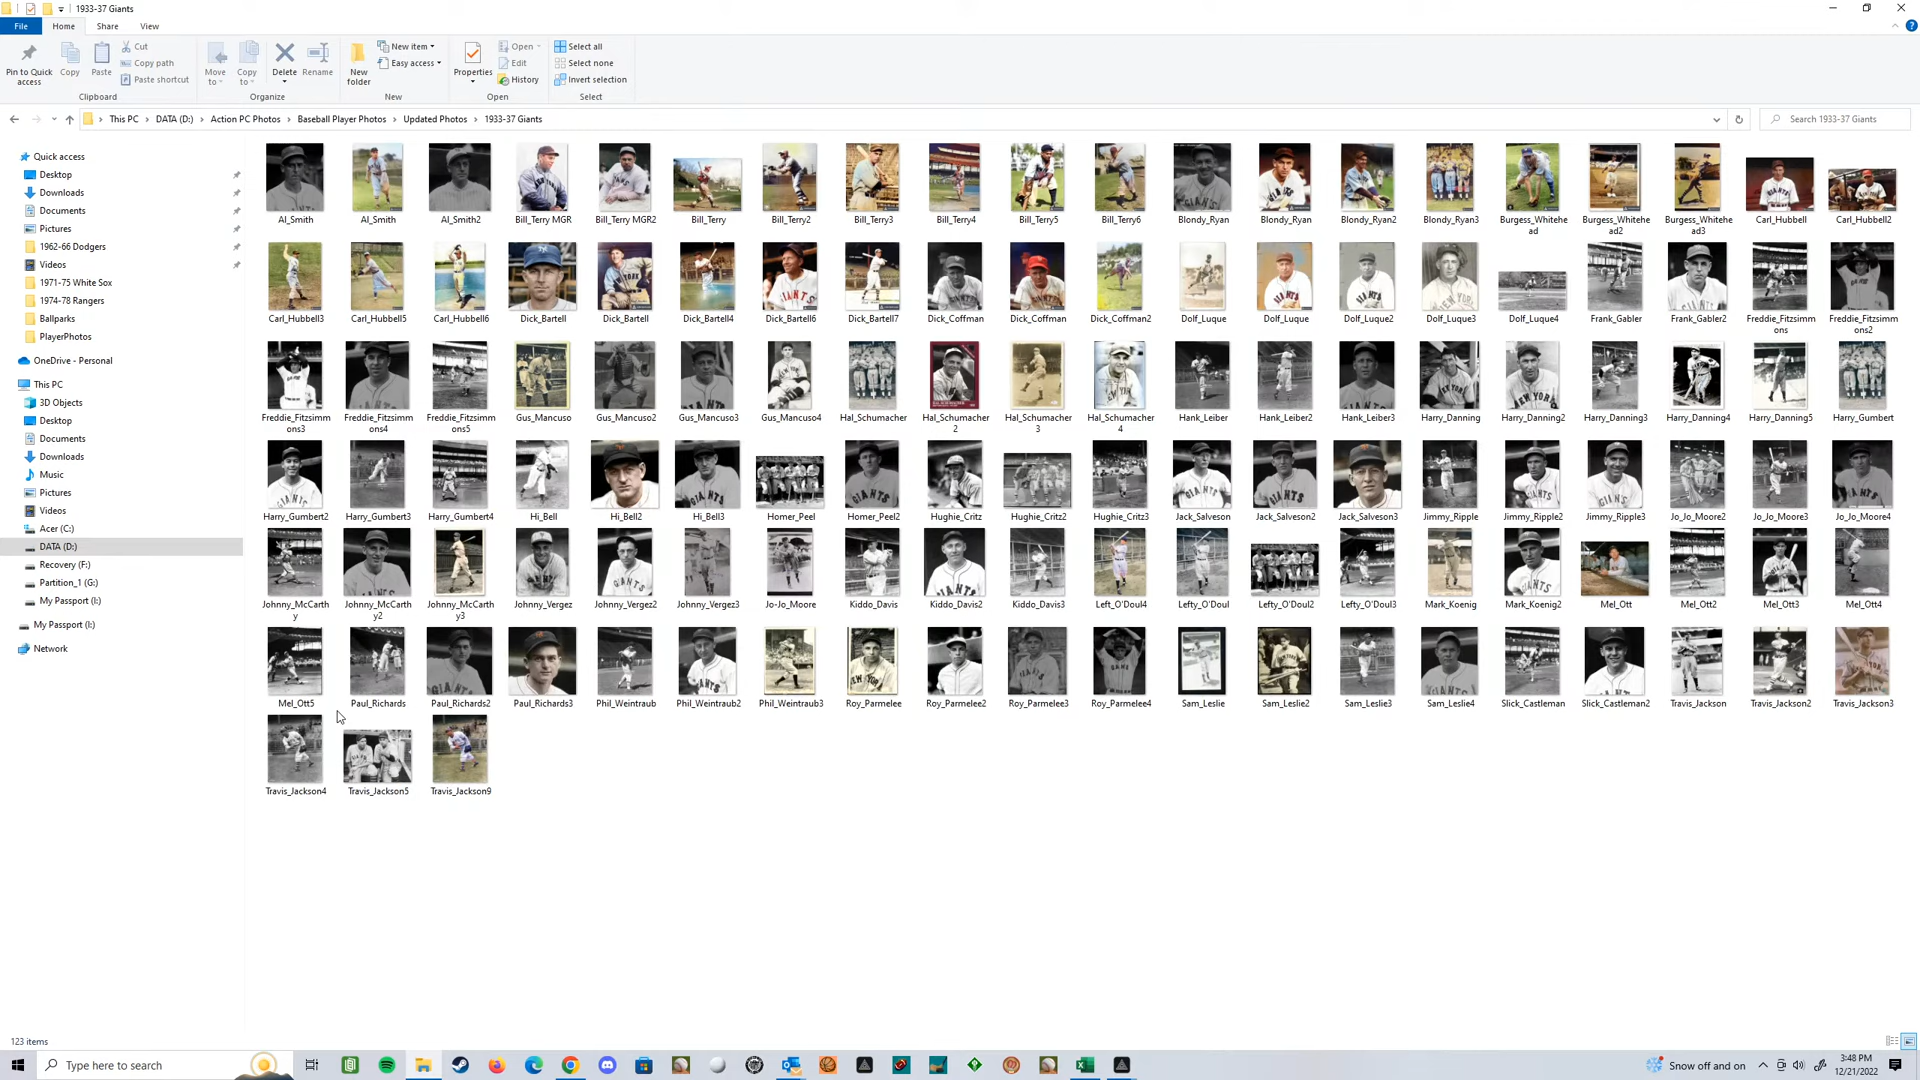 1933-37 Giants
File Home Share View
Pin to Quick access
Copy
Paste
Cut
Copy path
Paste shortcut
Move to
Copy to
Delete
Rename
New folder
New item
Easy access
Properties
Open
Edit
History
Select all
Select none
Invert selection
Clipboard Organize New Open Select
This PC > DATA (D:) > Action PC Photos > Baseball Player Photos > Updated Photos > 1933-37 Giants
Search 1933-37 Giants
Quick access
Desktop
Downloads
Documents
Pictures
1962-66 Dodgers
Videos
1971-75 White Sox
1974-78 Rangers
Ballparks
PlayerPhotos
OneDrive - Personal
This PC
3D Objects
Desktop
Documents
Downloads
Music
Pictures
Videos
Acer (C:)
DATA (D:)
Recovery (F:)
Partition_1 (G:)
My Passport (I:)
My Passport (I:)
Network
Al_Smith Al_Smith Al_Smith2 Bill_Terry MGR Bill_Terry MGR2 Bill_Terry Bill_Terry2 Bill_Terry3 Bill_Terry4 Bill_Terry5 Bill_Terry6 Blondy_Ryan Blondy_Ryan Blondy_Ryan2 Blondy_Ryan3 Burgess_Whitehead Burgess_Whitehead2 Burgess_Whitehead3 Carl_Hubbell Carl_Hubbell2
Carl_Hubbell3 Carl_Hubbell5 Carl_Hubbell6 Dick_Bartell Dick_Bartell Dick_Bartell4 Dick_Bartell6 Dick_Bartell7 Dick_Coffman Dick_Coffman Dick_Coffman2 Dolf_Luque Dolf_Luque Dolf_Luque2 Dolf_Luque3 Dolf_Luque4 Frank_Gabler Frank_Gabler2 Freddie_Fitzsimmons Freddie_Fitzsimmons2
Freddie_Fitzsimmons3 Freddie_Fitzsimmons4 Freddie_Fitzsimmons5 Gus_Mancuso Gus_Mancuso2 Gus_Mancuso3 Gus_Mancuso4 Hal_Schumacher Hal_Schumacher2 Hal_Schumacher3 Hal_Schumacher4 Hank_Leiber Hank_Leiber2 Hank_Leiber3 Harry_Danning Harry_Danning2 Harry_Danning3 Harry_Danning4 Harry_Danning5 Harry_Gumbert
Harry_Gumbert2 Harry_Gumbert3 Harry_Gumbert4 Hi_Bell Hi_Bell2 Hi_Bell3 Homer_Peel Homer_Peel2 Hughie_Critz Hughie_Critz2 Hughie_Critz3 Jack_Salveson Jack_Salveson2 Jack_Salveson3 Jimmy_Ripple Jimmy_Ripple2 Jimmy_Ripple3 Jo_Jo_Moore2 Jo_Jo_Moore3 Jo_Jo_Moore4
Johnny_McCarthy Johnny_McCarthy2 Johnny_McCarthy3 Johnny_Vergez Johnny_Vergez2 Johnny_Vergez3 Jo-Jo_Moore Kiddo_Davis Kiddo_Davis2 Kiddo_Davis3 Left_O'Doul4 Lefty_O'Doul Lefty_O'Doul2 Lefty_O'Doul3 Mark_Koenig Mark_Koenig2 Mel_Ott Mel_Ott2 Mel_Ott3 Mel_Ott4
Mel_Ott5 Paul_Richards Paul_Richards2 Paul_Richards3 Phil_Weintraub Phil_Weintraub2 Phil_Weintraub3 Roy_Parmelee Roy_Parmelee2 Roy_Parmelee3 Roy_Parmelee4 Sam_Leslie Sam_Leslie2 Sam_Leslie3 Sam_Leslie4 Slick_Castleman Slick_Castleman2 Travis_Jackson Travis_Jackson2 Travis_Jackson3
Travis_Jackson4 Travis_Jackson5 Travis_Jackson9
123 items
Type here to search
Snow off and on
3:48 PM
12/21/2022